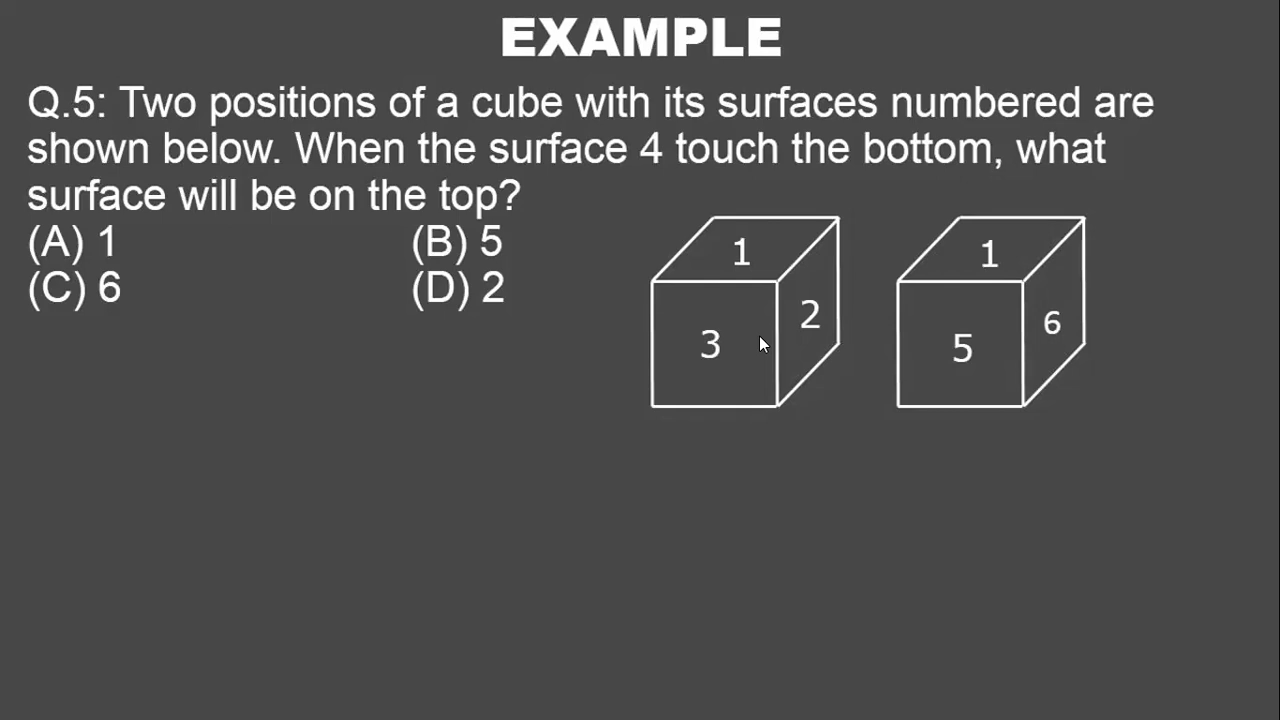 EXAMPLE
Q.5: Two positions of a cube with its surfaces numbered are
shown below. When the surface 4 touch the bottom, what
surface will be on the top?
(A) 1 (B) 5
(C) 6 (D) 2
1 1
3 2 5 6